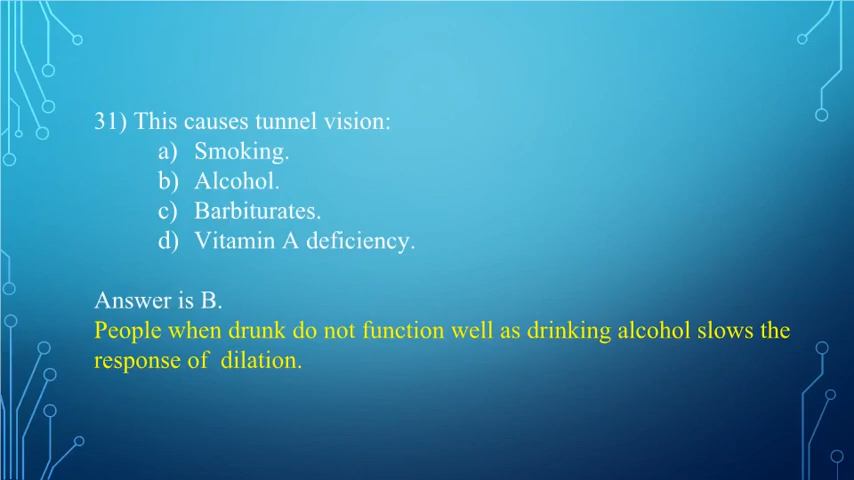 31) This causes tunnel vision:
a) Smoking.
b) Alcohol.
c) Barbiturates.
d) Vitamin A deficiency.
Answer is B.
People when drunk do not function well as drinking alcohol slows the
response of dilation.